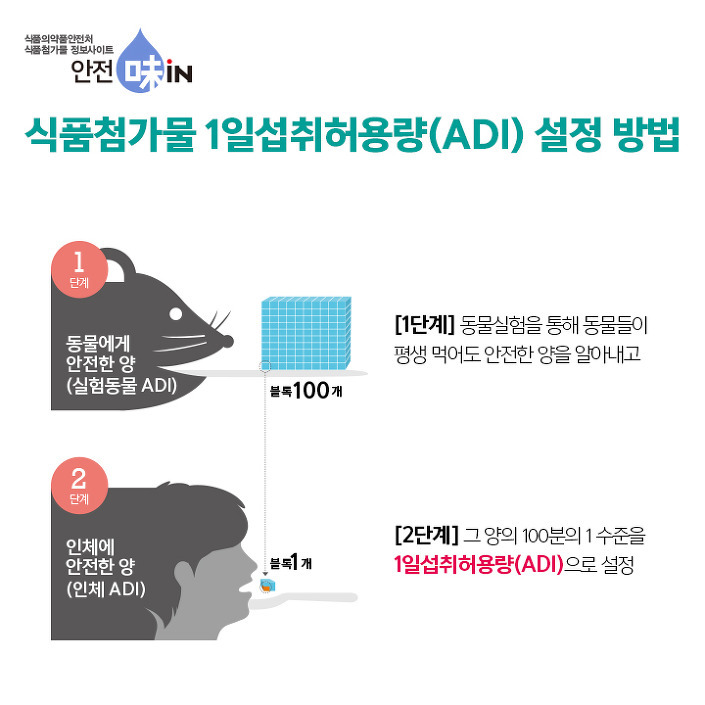 식품의약품안전처
식품첨가물 정보사이트
안전味iN
식품첨가물 1일섭취허용량(ADI) 설정 방법
1
단계
동물에게
안전한 양
(실험동물 ADI)
블록100개
[1단계] 동물실험을 통해 동물들이
평생 먹어도 안전한 양을 알아내고
2
단계
인체에
안전한 양
(인체 ADI)
블록1개
[2단계] 그 양의 100분의 1 수준을
1일섭취허용량(ADI)으로 설정